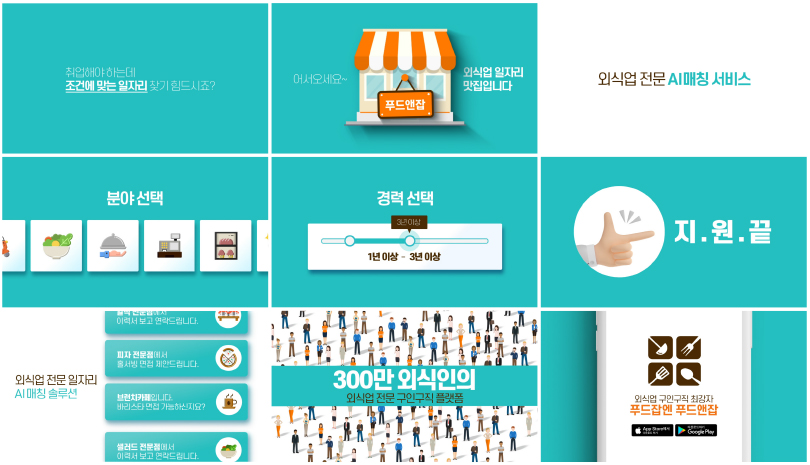 취업해야 하는데
조건에 맞는 일자리 찾기 힘드시죠?
어서오세요~
외식업 일자리
맛집입니다
푸드앤잡
외식업 전문 AI 매칭 서비스
분야 선택
경력 선택
3년 이상
1년 이상 - 3년 이상
지.원.끝
외식업 전문 일자리
AI 매칭 솔루션
이력서 보고 연락드립니다.
피자 전문점에서
홀서빙 면접 제안드립니다.
브런치카페입니다.
바리스타 면접 가능하신지요?
샐러드 전문점에서
이력서 보고 연락드립니다.
300만 외식인의
외식업 전문 구인구직 플랫폼
외식업 구인구직 최강자
푸드잡엔 푸드앤잡
App Store에서
Google Play